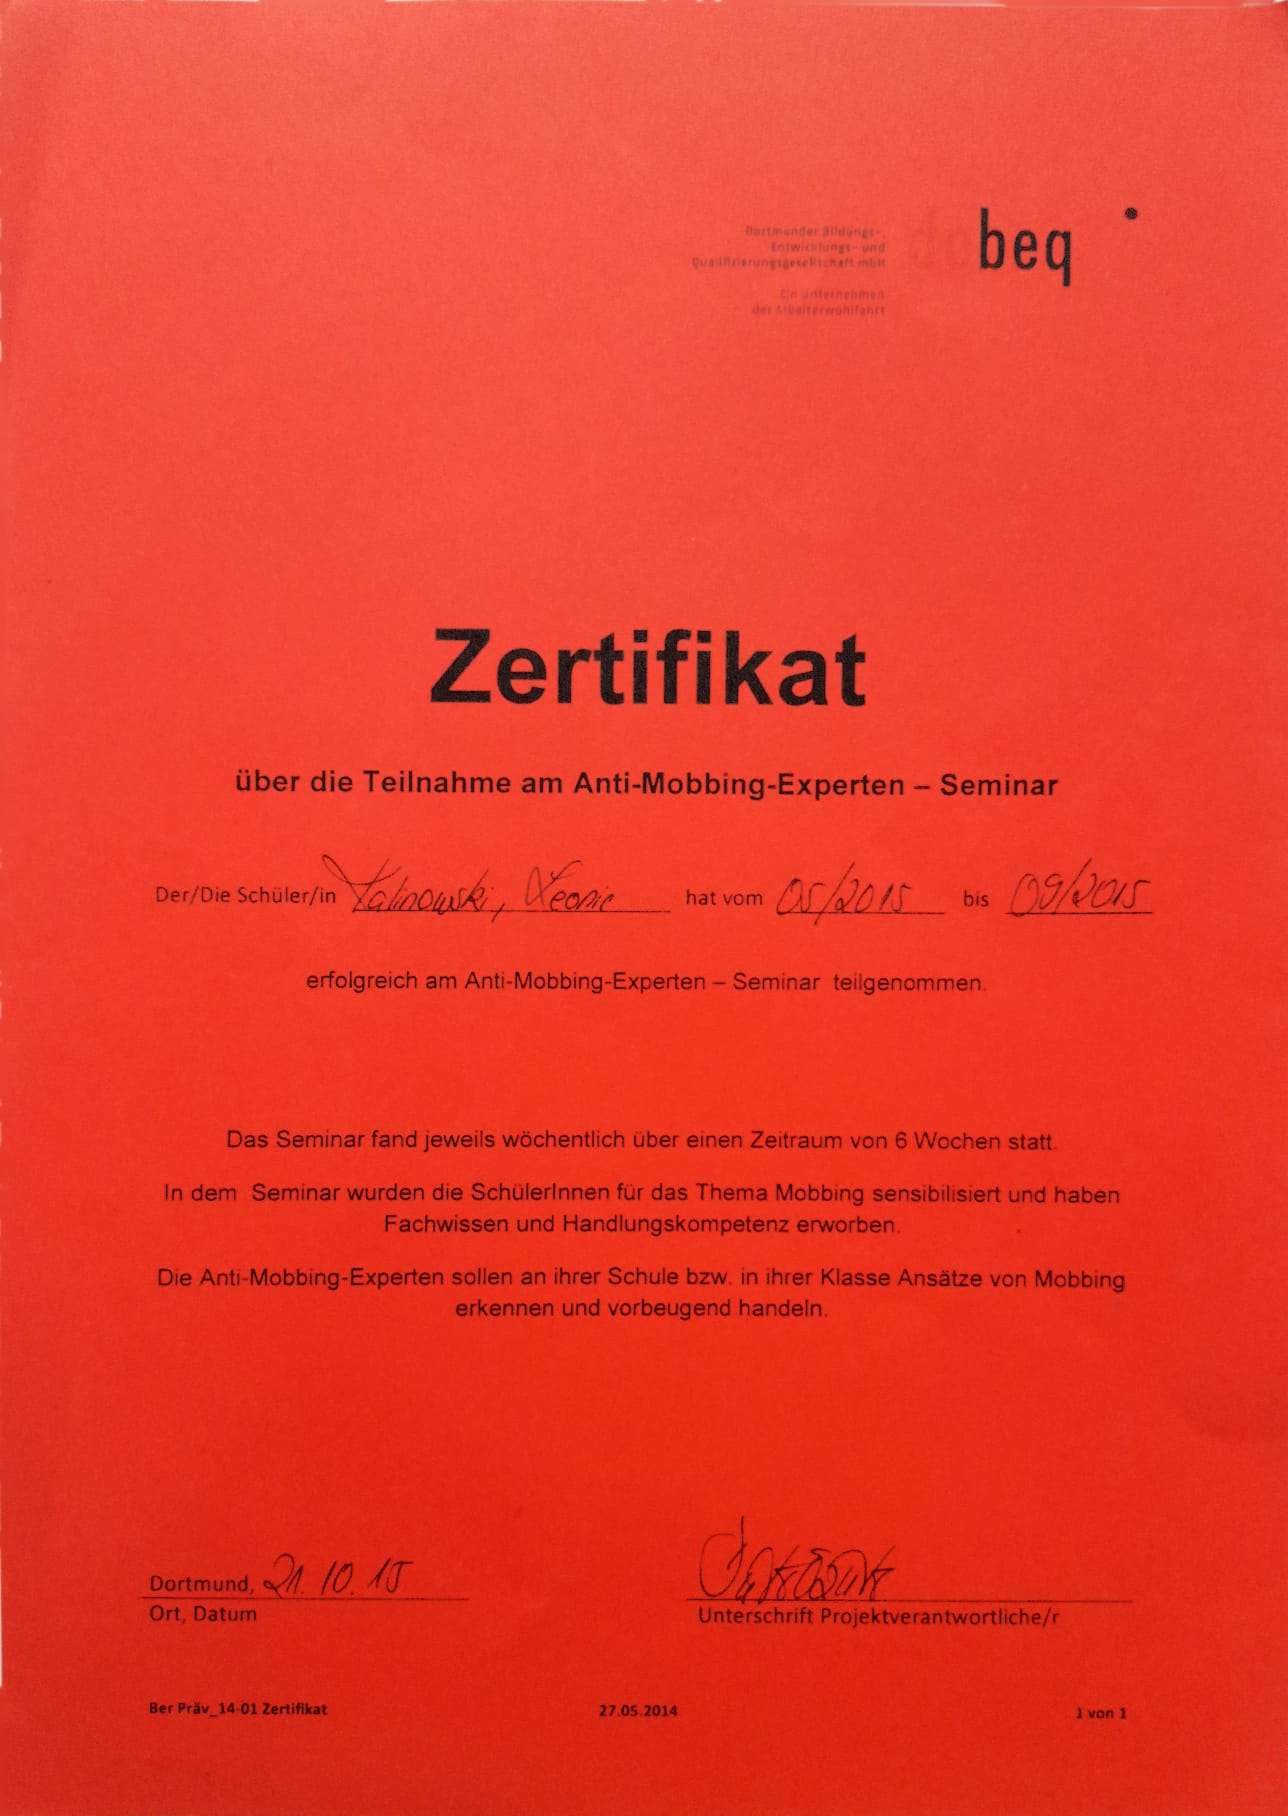 Dortmunder Bildungs-,
Entwicklungs- und
Qualifizierungsgesellschaft mbH
Ein Unternehmen
der Arbeiterwohlfahrt
dobeq
Zertifikat
über die Teilnahme am Anti-Mobbing-Experten – Seminar
Der/Die Schüler/in Kalinowski, Leonie hat vom 05/2015 bis 09/2015
erfolgreich am Anti-Mobbing-Experten – Seminar teilgenommen.
Das Seminar fand jeweils wöchentlich über einen Zeitraum von 6 Wochen statt.
In dem Seminar wurden die SchülerInnen für das Thema Mobbing sensibilisiert und haben
Fachwissen und Handlungskompetenz erworben.
Die Anti-Mobbing-Experten sollen an ihrer Schule bzw. in ihrer Klasse Ansätze von Mobbing
erkennen und vorbeugend handeln.
Dortmund, 21.10.15
Ort, Datum
Unterschrift Projektverantwortliche/r
Ber Präv_14-01 Zertifikat 27.05.2014 1 von 1